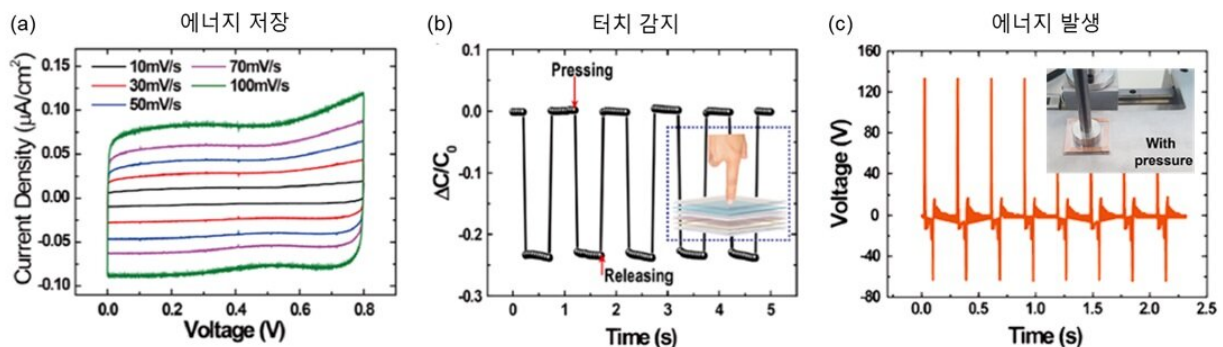 (a) 에너지 저장
Current Density (μA/cm²)
0.15
0.10
0.05
0.00
-0.05
-0.10
10mV/s 70mV/s
30mV/s 100mV/s
50mV/s
0.0 0.2 0.4 0.6 0.8
Voltage (V)
(b) 터치 감지
ΔC/C₀
0.1
0.0
-0.1
-0.2
-0.3
Pressing
Releasing
0 1 2 3 4 5
Time (s)
(c) 에너지 발생
Voltage (V)
160
120
80
40
0
-40
-80
With
pressure
0.0 0.5 1.0 1.5 2.0 2.5
Time (s)